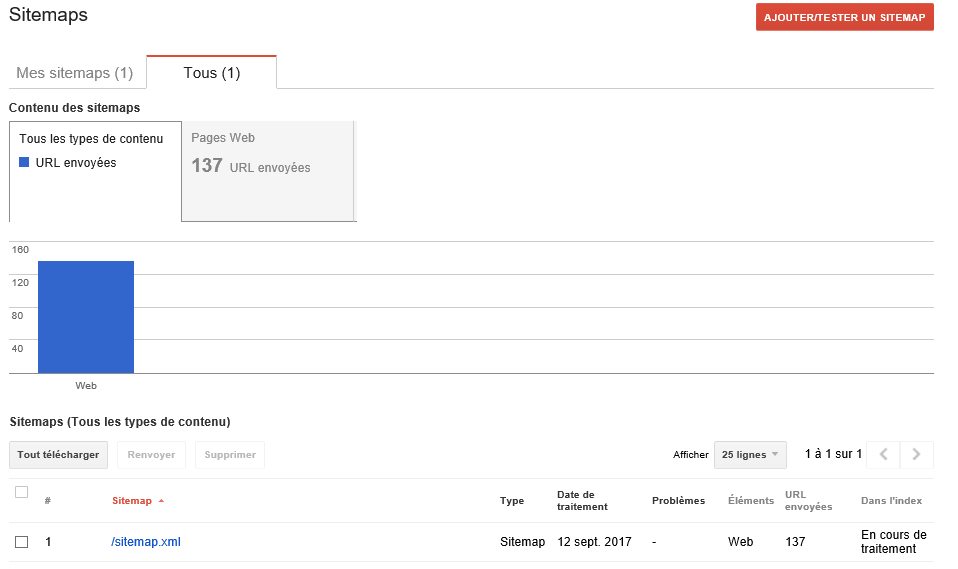 Sitemaps
AJOUTER/TESTER UN SITEMAP
Mes sitemaps (1)
Tous (1)
Contenu des sitemaps
Tous les types de contenu
URL envoyées
Pages Web
137 URL envoyées
160
120
80
40
Web
Sitemaps (Tous les types de contenu)
Tout télécharger
Renvoyer
Supprimer
Afficher
25 lignes
1 à 1 sur 1
#
Sitemap
Type
Date de
traitement
Problèmes
Éléments
URL
envoyées
Dans l'index
1
/sitemap.xml
Sitemap
12 sept. 2017
-
Web
137
En cours de
traitement